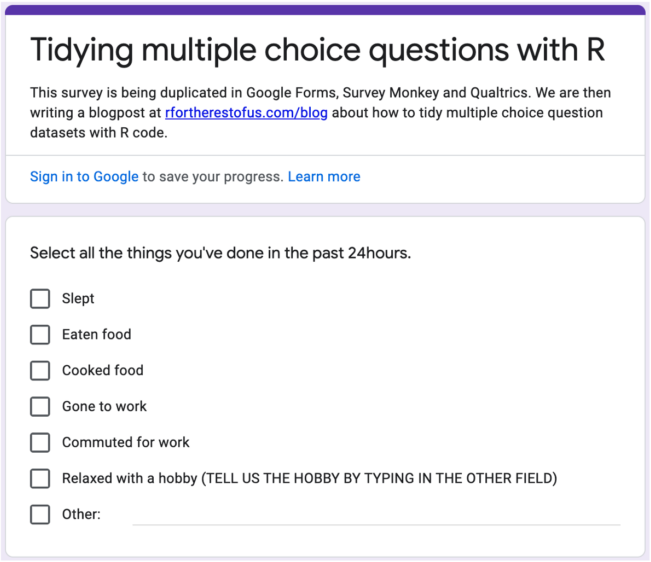 Tidying multiple choice questions with R
This survey is being duplicated in Google Forms, Survey Monkey and Qualtrics. We are then
writing a blogpost at rfortherestofus.com/blog about how to tidy multiple choice question
datasets with R code.
Sign in to Google to save your progress. Learn more
Select all the things you've done in the past 24hours.
Slept
Eaten food
Cooked food
Gone to work
Commuted for work
Relaxed with a hobby (TELL US THE HOBBY BY TYPING IN THE OTHER FIELD)
Other: